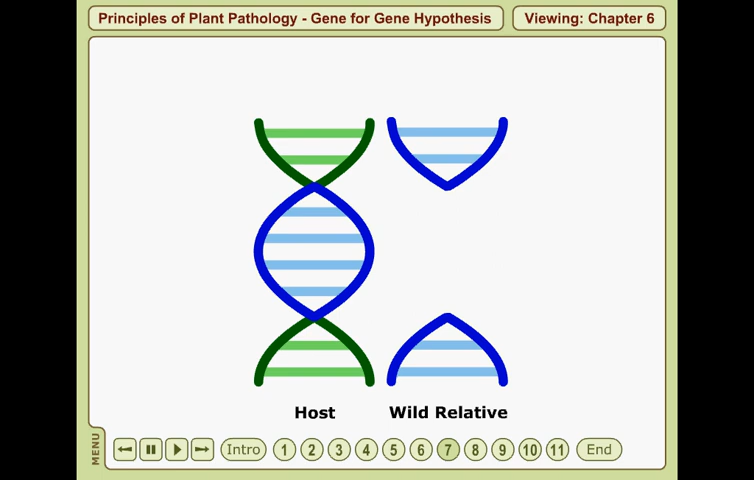 Principles of Plant Pathology - Gene for Gene Hypothesis
Viewing: Chapter 6
Host
Wild Relative
MENU
Intro 1 2 3 4 5 6 7 8 9 10 11 End